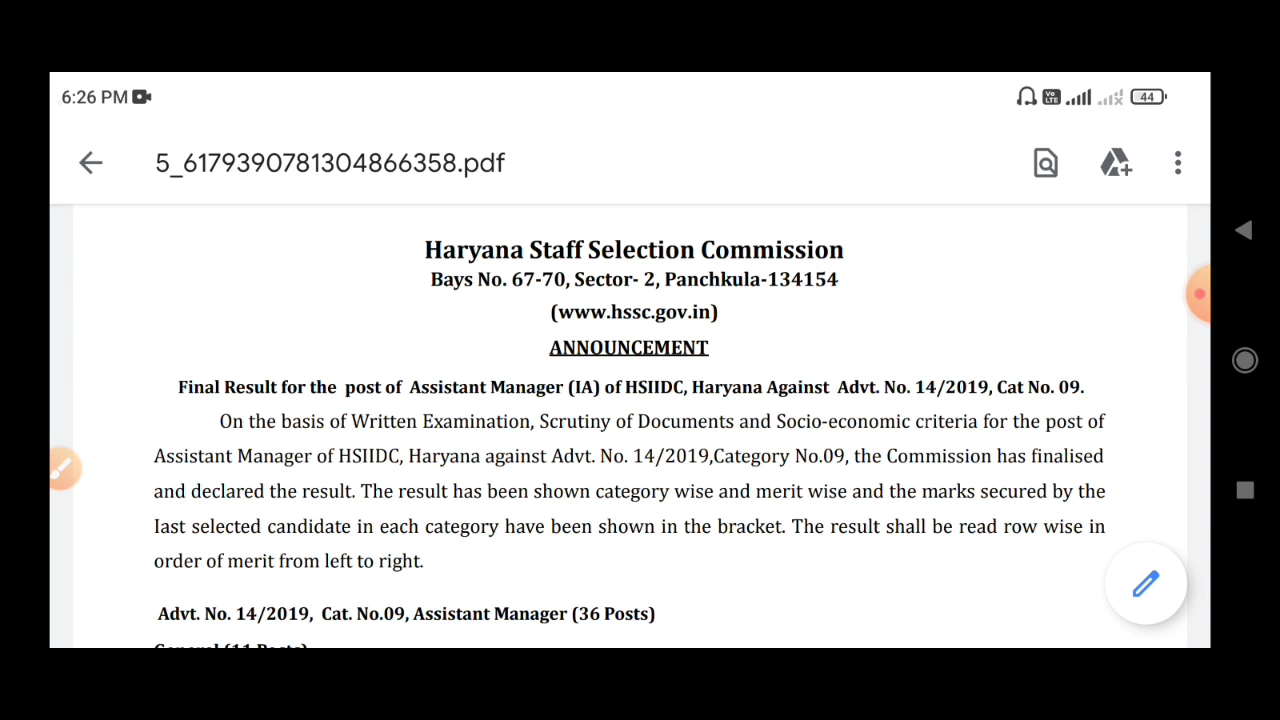 6:26 PM
Vo LTE
44
5_6179390781304866358.pdf
Haryana Staff Selection Commission
Bays No. 67-70, Sector- 2, Panchkula-134154
(www.hssc.gov.in)
ANNOUNCEMENT
Final Result for the post of Assistant Manager (IA) of HSIIDC, Haryana Against Advt. No. 14/2019, Cat No. 09.
On the basis of Written Examination, Scrutiny of Documents and Socio-economic criteria for the post of
Assistant Manager of HSIIDC, Haryana against Advt. No. 14/2019,Category No.09, the Commission has finalised
and declared the result. The result has been shown category wise and merit wise and the marks secured by the
last selected candidate in each category have been shown in the bracket. The result shall be read row wise in
order of merit from left to right.
Advt. No. 14/2019, Cat. No.09, Assistant Manager (36 Posts)
General (11 Posts)